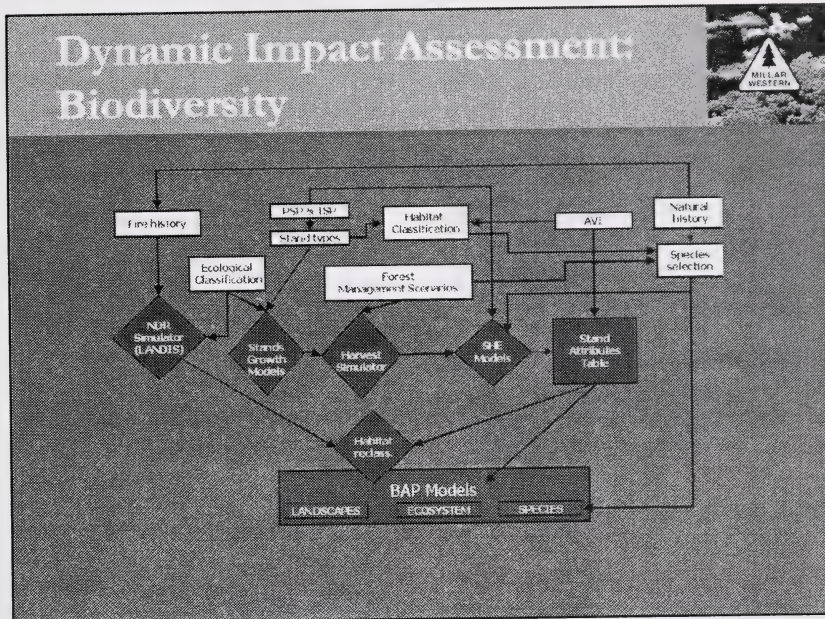 Dynamic Impact Assessment:
Biodiversity
MILLAR
WESTERN
Fire history
PSP & TSP
Stand types
Habitat
Classification
AVI
Natural
history
Species
selection
Ecological
Classification
Forest
Management Scenarios
NDR
Simulator
(LANDIS)
Stands
Growth
Models
Harvest
Simulator
SHE
Models
Stand
Attributes
Table
Habitat
reclass.
BAP Models
LANDSCAPES
ECOSYSTEM
SPECIES